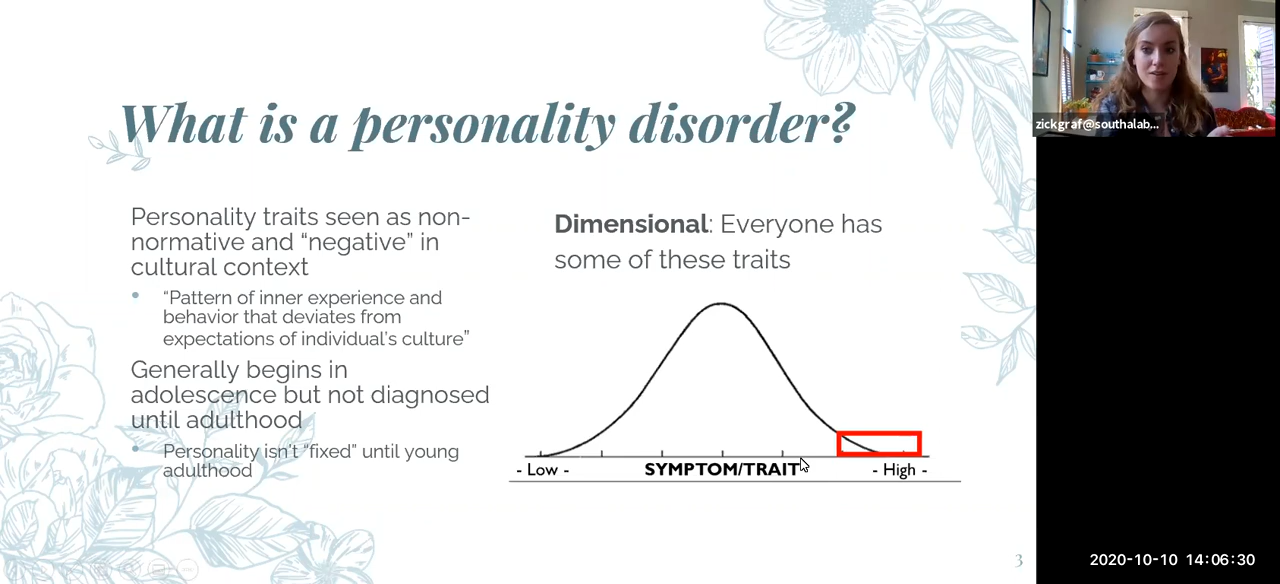 What is a personality disorder?
Personality traits seen as non-
normative and “negative” in
cultural context
“Pattern of inner experience and
behavior that deviates from
expectations of individual’s culture”
Generally begins in
adolescence but not diagnosed
until adulthood
Personality isn’t “fixed” until young
adulthood
Dimensional: Everyone has
some of these traits
- Low -
SYMPTOM/TRAIT
- High -
3
zickgraf@southalab...
2020-10-10 14:06:30